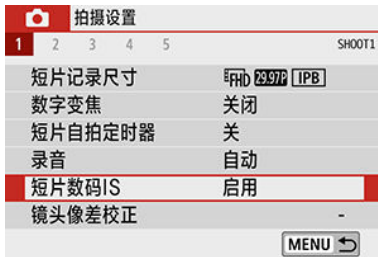 拍摄设置
1 2 3 4 5 SHOOT1
短片记录尺寸 EFHD 29.97P IPB
数字变焦 关闭
短片自拍定时器 关
录音 自动
短片数码IS 启用
镜头像差校正 -
MENU